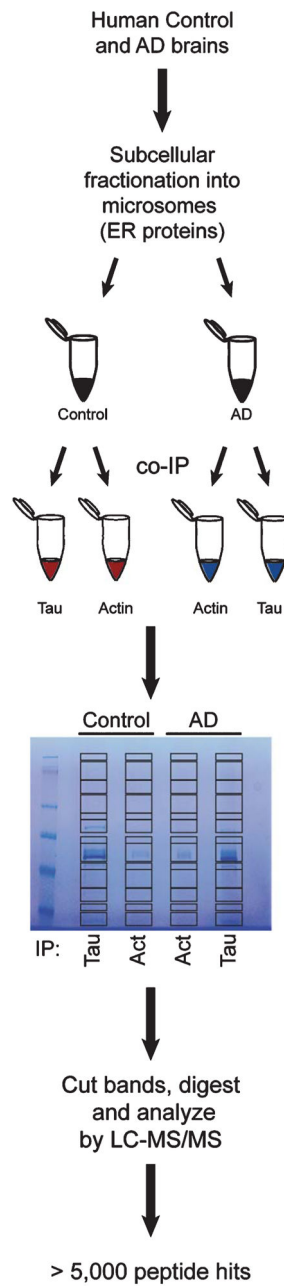 Human Control
and AD brains
Subcellular
fractionation into
microsomes
(ER proteins)
Control
AD
co-IP
Tau
Actin
Actin
Tau
Control
AD
IP:
Tau
Act
Act
Tau
Cut bands, digest
and analyze
by LC-MS/MS
> 5,000 peptide hits